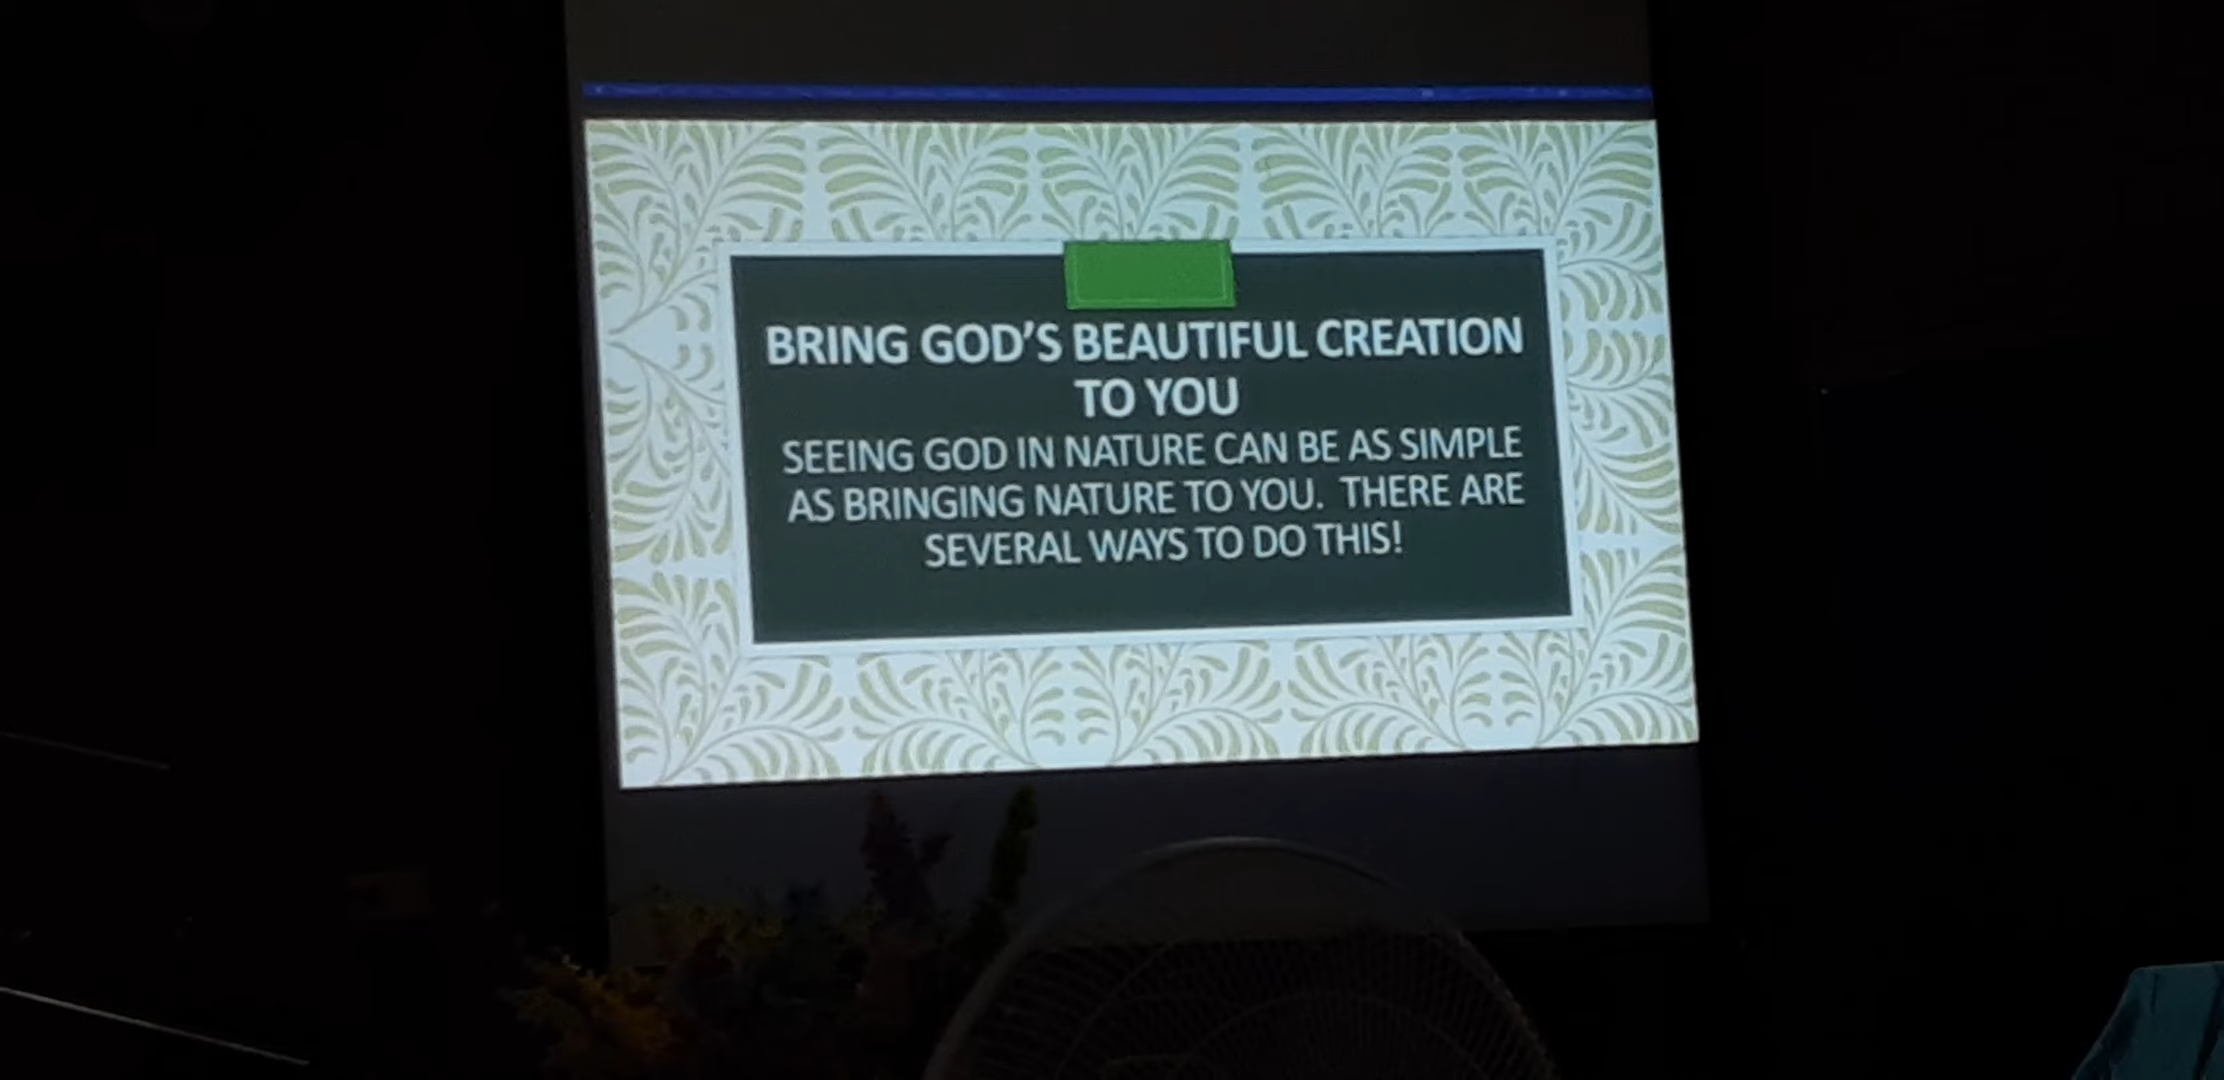 BRING GOD'S BEAUTIFUL CREATION
TO YOU
SEEING GOD IN NATURE CAN BE AS SIMPLE
AS BRINGING NATURE TO YOU. THERE ARE
SEVERAL WAYS TO DO THIS!